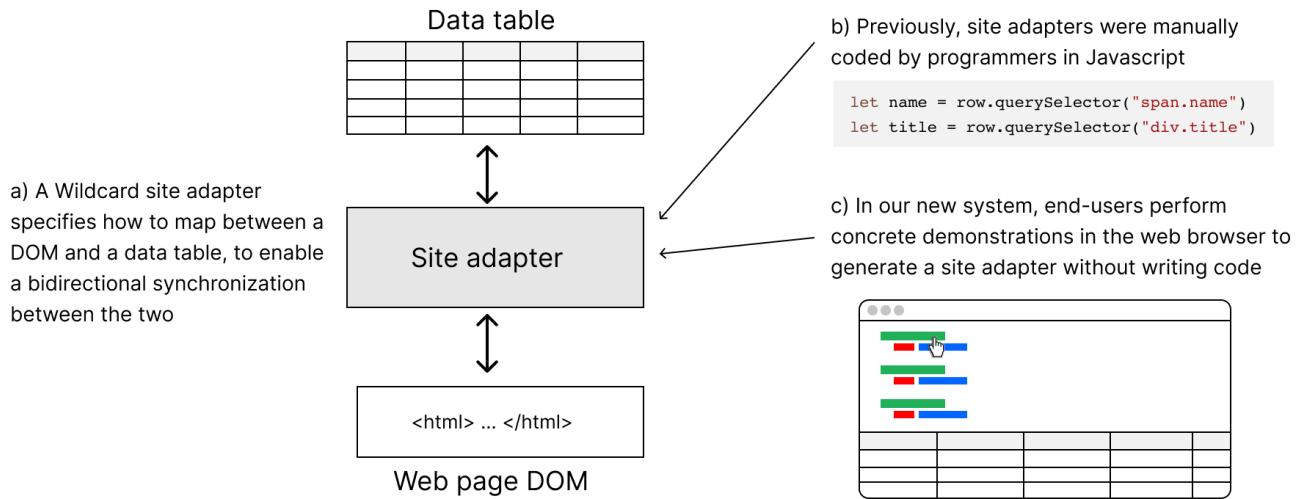 Data table
a) A Wildcard site adapter
specifies how to map between a
DOM and a data table, to enable
a bidirectional synchronization
between the two
Site adapter
<html> ... </html>
Web page DOM
b) Previously, site adapters were manually
coded by programmers in Javascript
let name = row.querySelector("span.name")
let title = row.querySelector("div.title")
c) In our new system, end-users perform
concrete demonstrations in the web browser to
generate a site adapter without writing code